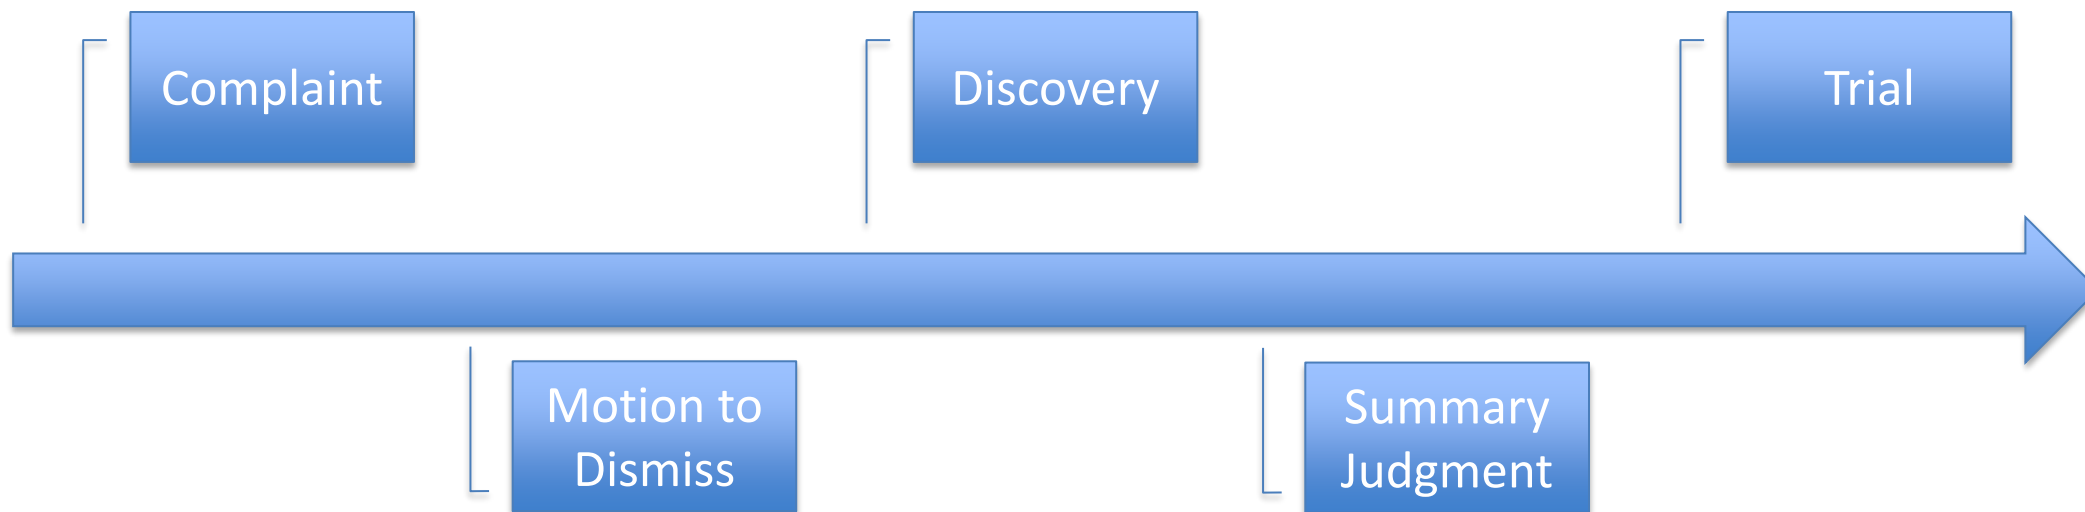 Complaint
Discovery
Trial
Motion to
Dismiss
Summary
Judgment